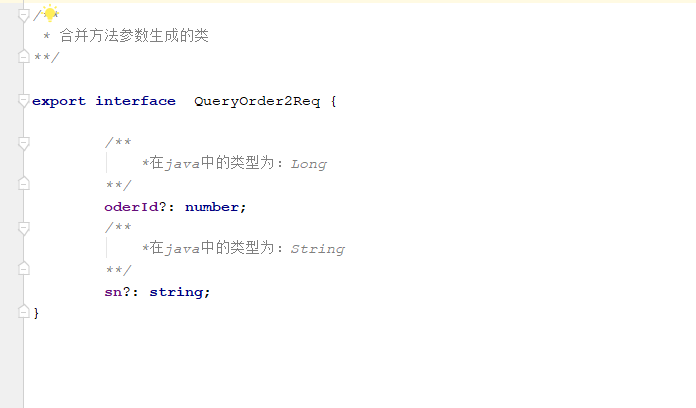 /**
* 合并方法参数生成的类
**/
export interface  QueryOrder2Req {
/**
*在java中的类型为：Long
**/
oderId?: number;
/**
*在java中的类型为：String
**/
sn?: string;
}